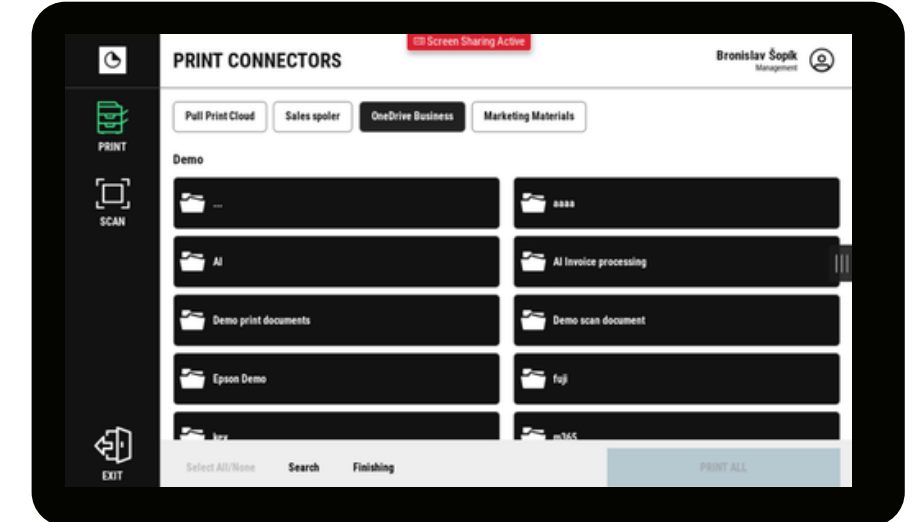 Screen Sharing Active
PRINT CONNECTORS
Bronislav Šopík
Management
Pull Print Cloud
Sales spoler
OneDrive Business
Marketing Materials
PRINT
SCAN
EXIT
Demo
...
aaaa
AI
AI Invoice processing
Demo print documents
Demo scan document
Epson Demo
fuji
key
m365
Select All/None
Search
Finishing
PRINT ALL